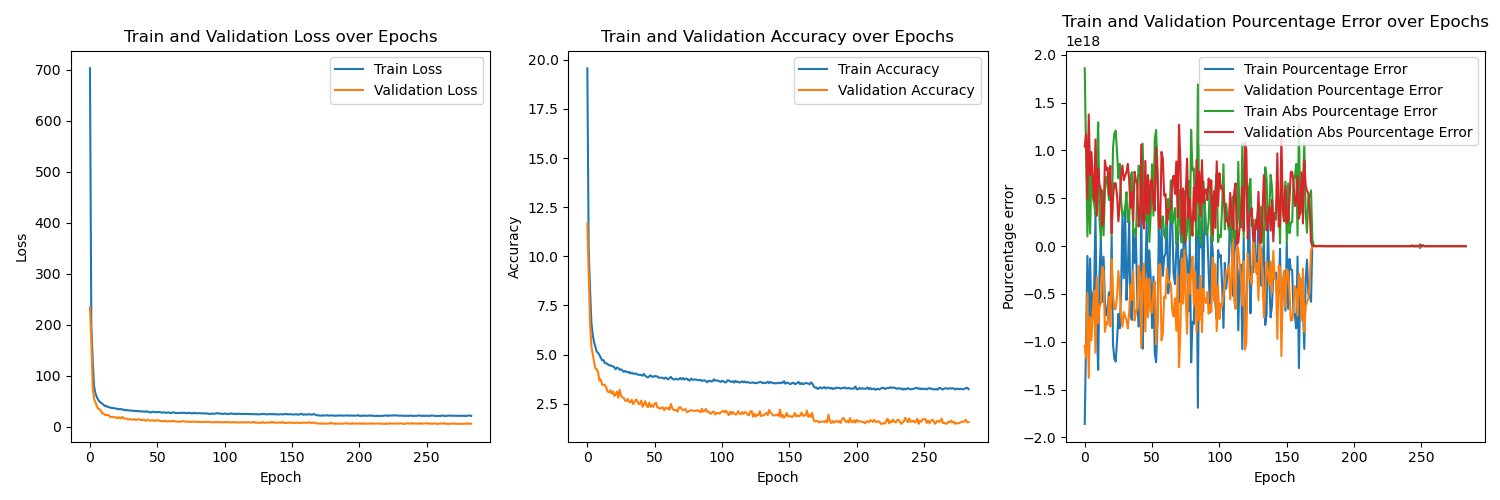 Train and Validation Loss over Epochs
700
600
500
400
300
200
100
0
0 50 100 150 200 250
Loss
Epoch
Train Loss
Validation Loss
Train and Validation Accuracy over Epochs
20.0
17.5
15.0
12.5
10.0
7.5
5.0
2.5
0 50 100 150 200 250
Accuracy
Epoch
Train Accuracy
Validation Accuracy
Train and Validation Pourcentage Error over Epochs
1e18
2.0
1.5
1.0
0.5
0.0
−0.5
−1.0
−1.5
−2.0
0 50 100 150 200 250
Pourcentage error
Epoch
Train Pourcentage Error
Validation Pourcentage Error
Train Abs Pourcentage Error
Validation Abs Pourcentage Error